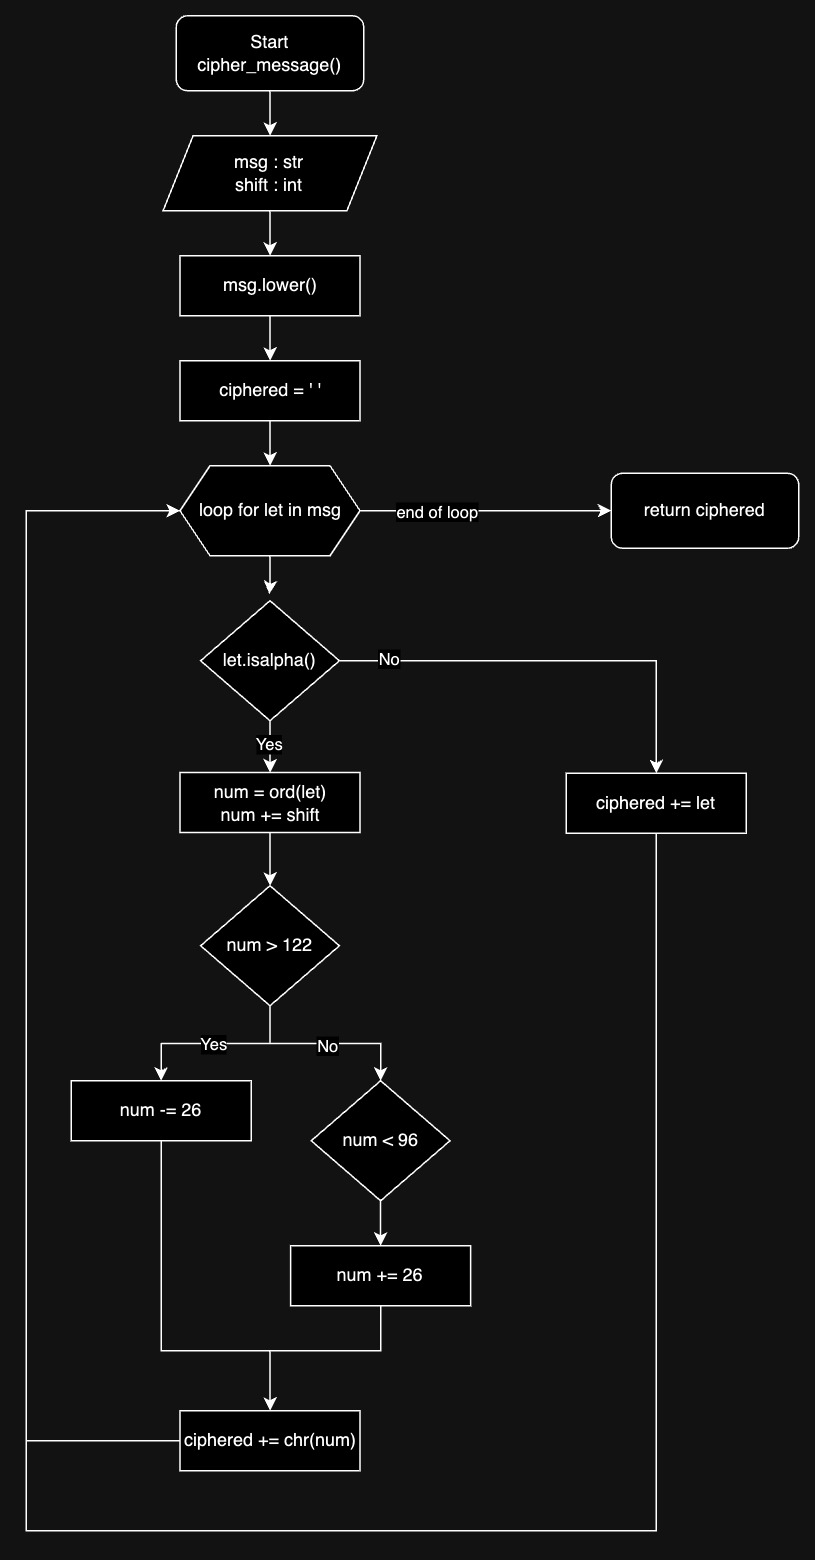 Start
cipher_message()
msg : str
shift : int
msg.lower()
ciphered = ' '
loop for let in msg
end of loop
return ciphered
let.isalpha()
No
Yes
num = ord(let)
num += shift
ciphered += let
num > 122
Yes
No
num -= 26
num < 96
num += 26
ciphered += chr(num)